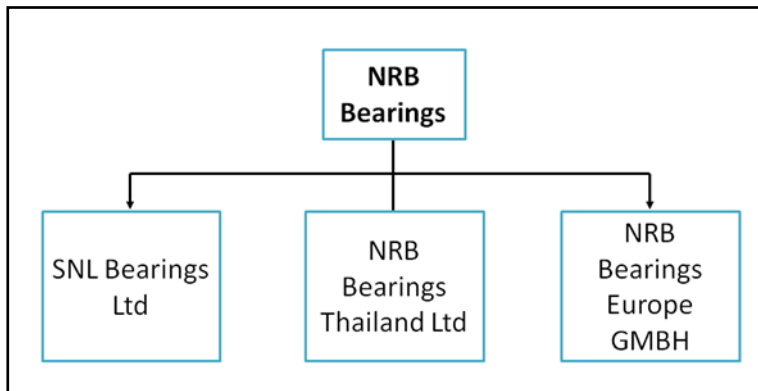 NRB
Bearings
SNL Bearings
Ltd
NRB
Bearings
Thailand Ltd
NRB
Bearings
Europe
GMBH